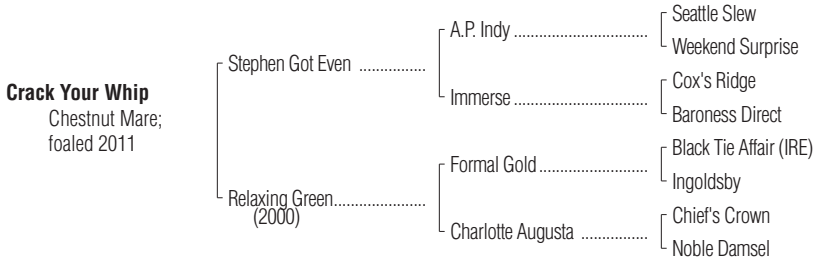 Seattle Slew
A.P. Indy ................................
Weekend Surprise
Stephen Got Even ................
Cox's Ridge
Immerse ................................
Baroness Direct
Crack Your Whip
Chestnut Mare;
foaled 2011
Black Tie Affair (IRE)
Formal Gold..........................
Ingoldsby
Relaxing Green......................
(2000)
Chief's Crown
Charlotte Augusta ................
Noble Damsel